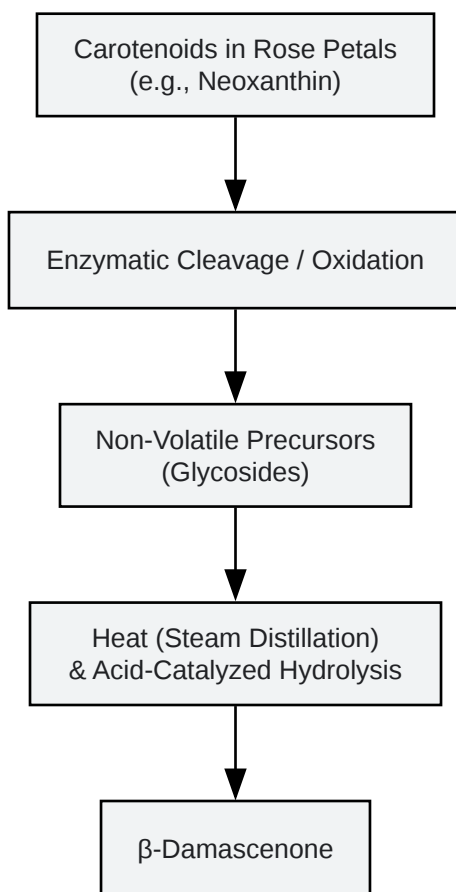 Carotenoids in Rose Petals
(e.g., Neoxanthin)
Enzymatic Cleavage / Oxidation
Non-Volatile Precursors
(Glycosides)
Heat (Steam Distillation)
& Acid-Catalyzed Hydrolysis
β-Damascenone